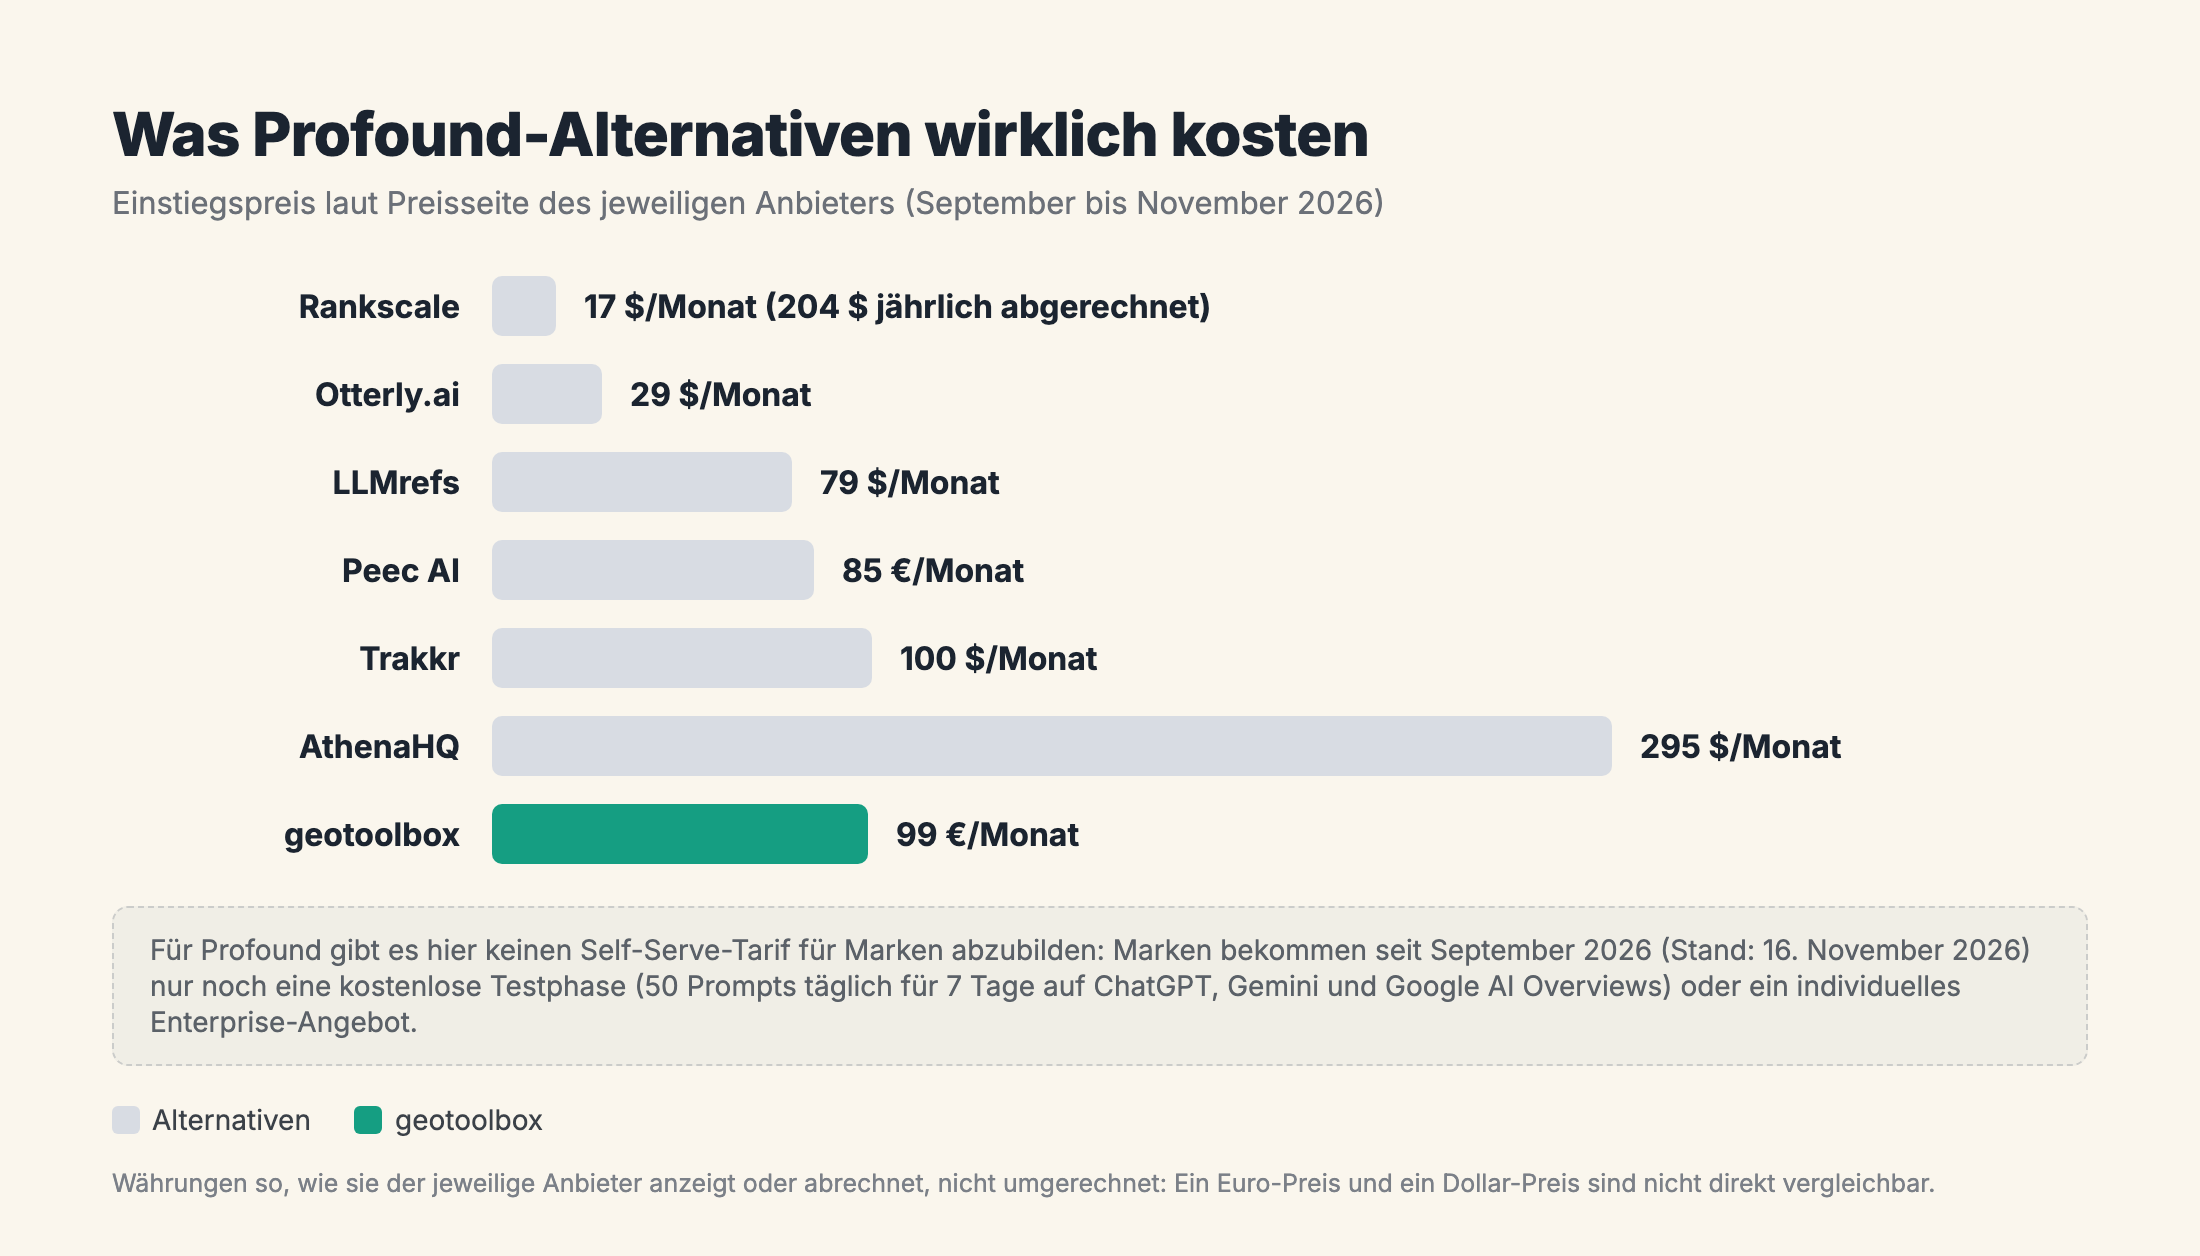 Was Profound-Alternativen wirklich kosten
Einstiegspreis laut Preisseite des jeweiligen Anbieters (September bis November 2026)
Rankscale 17 $/Monat (204 $ jährlich abgerechnet)
Otterly.ai 29 $/Monat
LLMrefs 79 $/Monat
Peec AI 85 €/Monat
Trakkr 100 $/Monat
AthenaHQ 295 $/Monat
geotoolbox 99 €/Monat
Für Profound gibt es hier keinen Self-Serve-Tarif für Marken abzubilden: Marken bekommen seit September 2026 (Stand: 16. November 2026)
nur noch eine kostenlose Testphase (50 Prompts täglich für 7 Tage auf ChatGPT, Gemini und Google AI Overviews) oder ein individuelles
Enterprise-Angebot.
Alternativen geotoolbox
Währungen so, wie sie der jeweilige Anbieter anzeigt oder abrechnet, nicht umgerechnet: Ein Euro-Preis und ein Dollar-Preis sind nicht direkt vergleichbar.